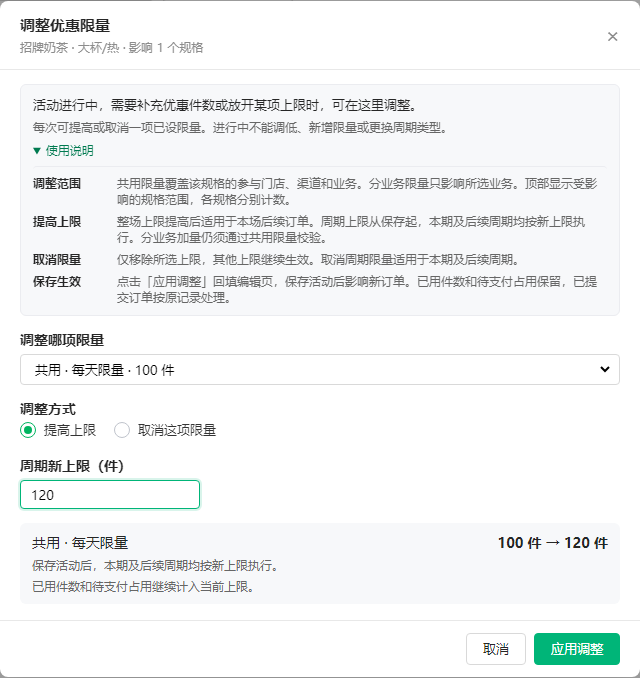 调整优惠限量
招牌奶茶 · 大杯/热 · 影响 1 个规格
活动进行中，需要补充优惠件数或放开某项上限时，可在这里调整。
每次可提高或取消一项已设限量。进行中不能调低、新增限量或更换周期类型。
▼ 使用说明
调整范围 共用限量覆盖该规格的参与门店、渠道和业务。分业务限量只影响所选业务。顶部显示受影
响的规格范围，各规格分别计数。
提高上限 整场上限提高后适用于本场后续订单。周期上限从保存起，本期及后续周期均按新上限执
行。分业务加量仍须通过共用限量校验。
取消限量 仅移除所选上限，其他上限继续生效。取消周期限量适用于本期及后续周期。
保存生效 点击「应用调整」回填编辑页，保存活动后影响新订单。已用件数和待支付占用保留，已提
交订单按原记录处理。
调整哪项限量
共用 · 每天限量 · 100 件
调整方式
提高上限 取消这项限量
周期新上限（件）
120
共用 · 每天限量 100 件 → 120 件
保存活动后，本期及后续周期均按新上限执行。
已用件数和待支付占用继续计入当前上限。
取消 应用调整